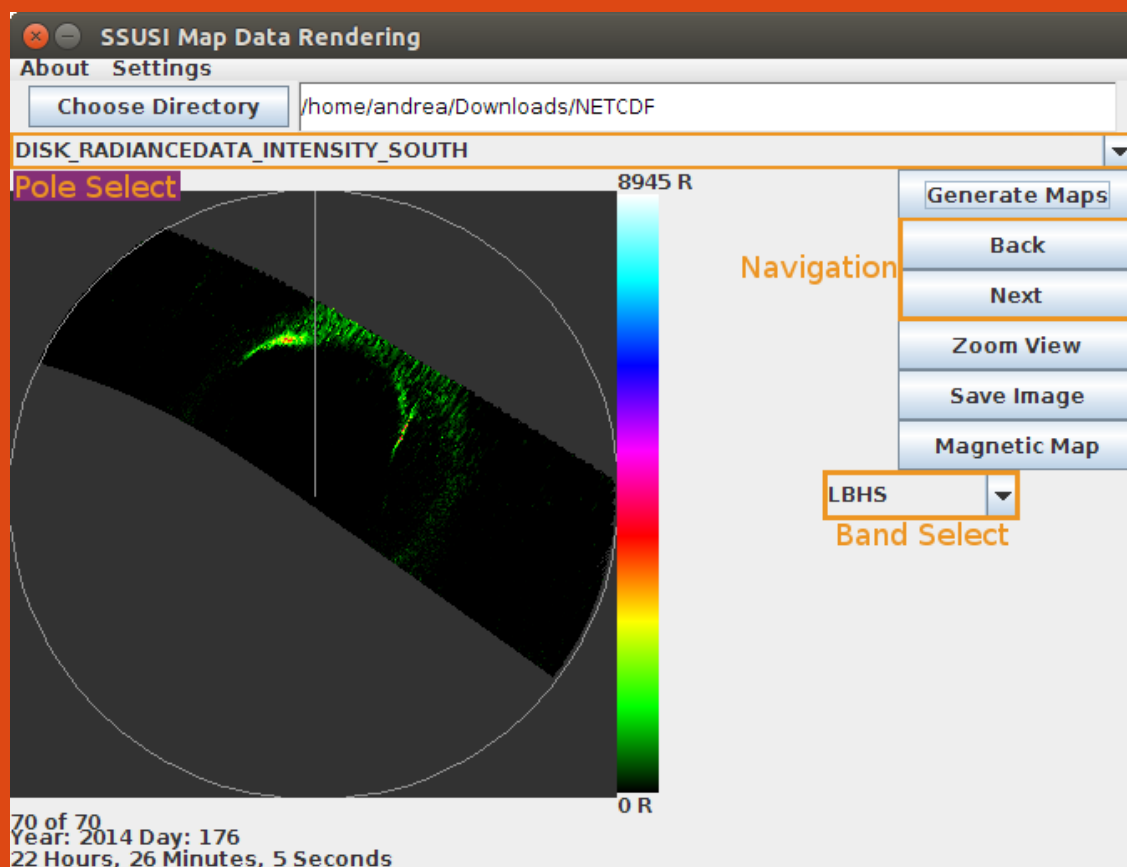 SSUSI Map Data Rendering
About Settings
Choose Directory /home/andrea/Downloads/NETCDF
DISK_RADIANCEDATA_INTENSITY_SOUTH
Pole Select
8945 R
Generate Maps
Navigation
Back
Next
Zoom View
Save Image
Magnetic Map
LBHS
Band Select
0 R
70 of 70
Year: 2014 Day: 176
22 Hours, 26 Minutes, 5 Seconds